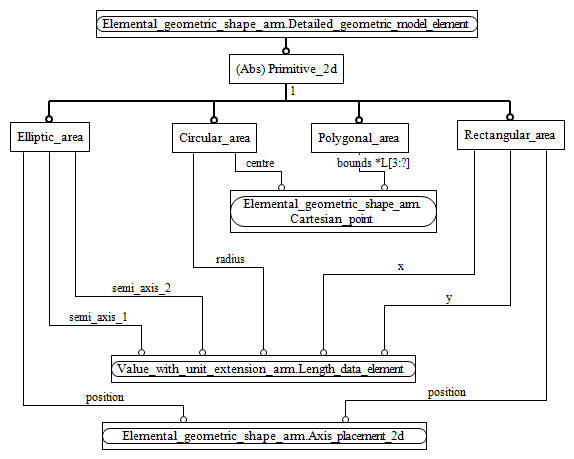 Elemental_geometric_shape_arm.Detailed_geometric_model_element
(Abs) Primitive_2d
1
Elliptic_area
Circular_area
Polygonal_area
Rectangular_area
centre
bounds *L[3:?]
Elemental_geometric_shape_arm.
Cartesian_point
radius
x
semi_axis_2
y
semi_axis_1
Value_with_unit_extension_arm.Length_data_element
position
position
Elemental_geometric_shape_arm.Axis_placement_2d